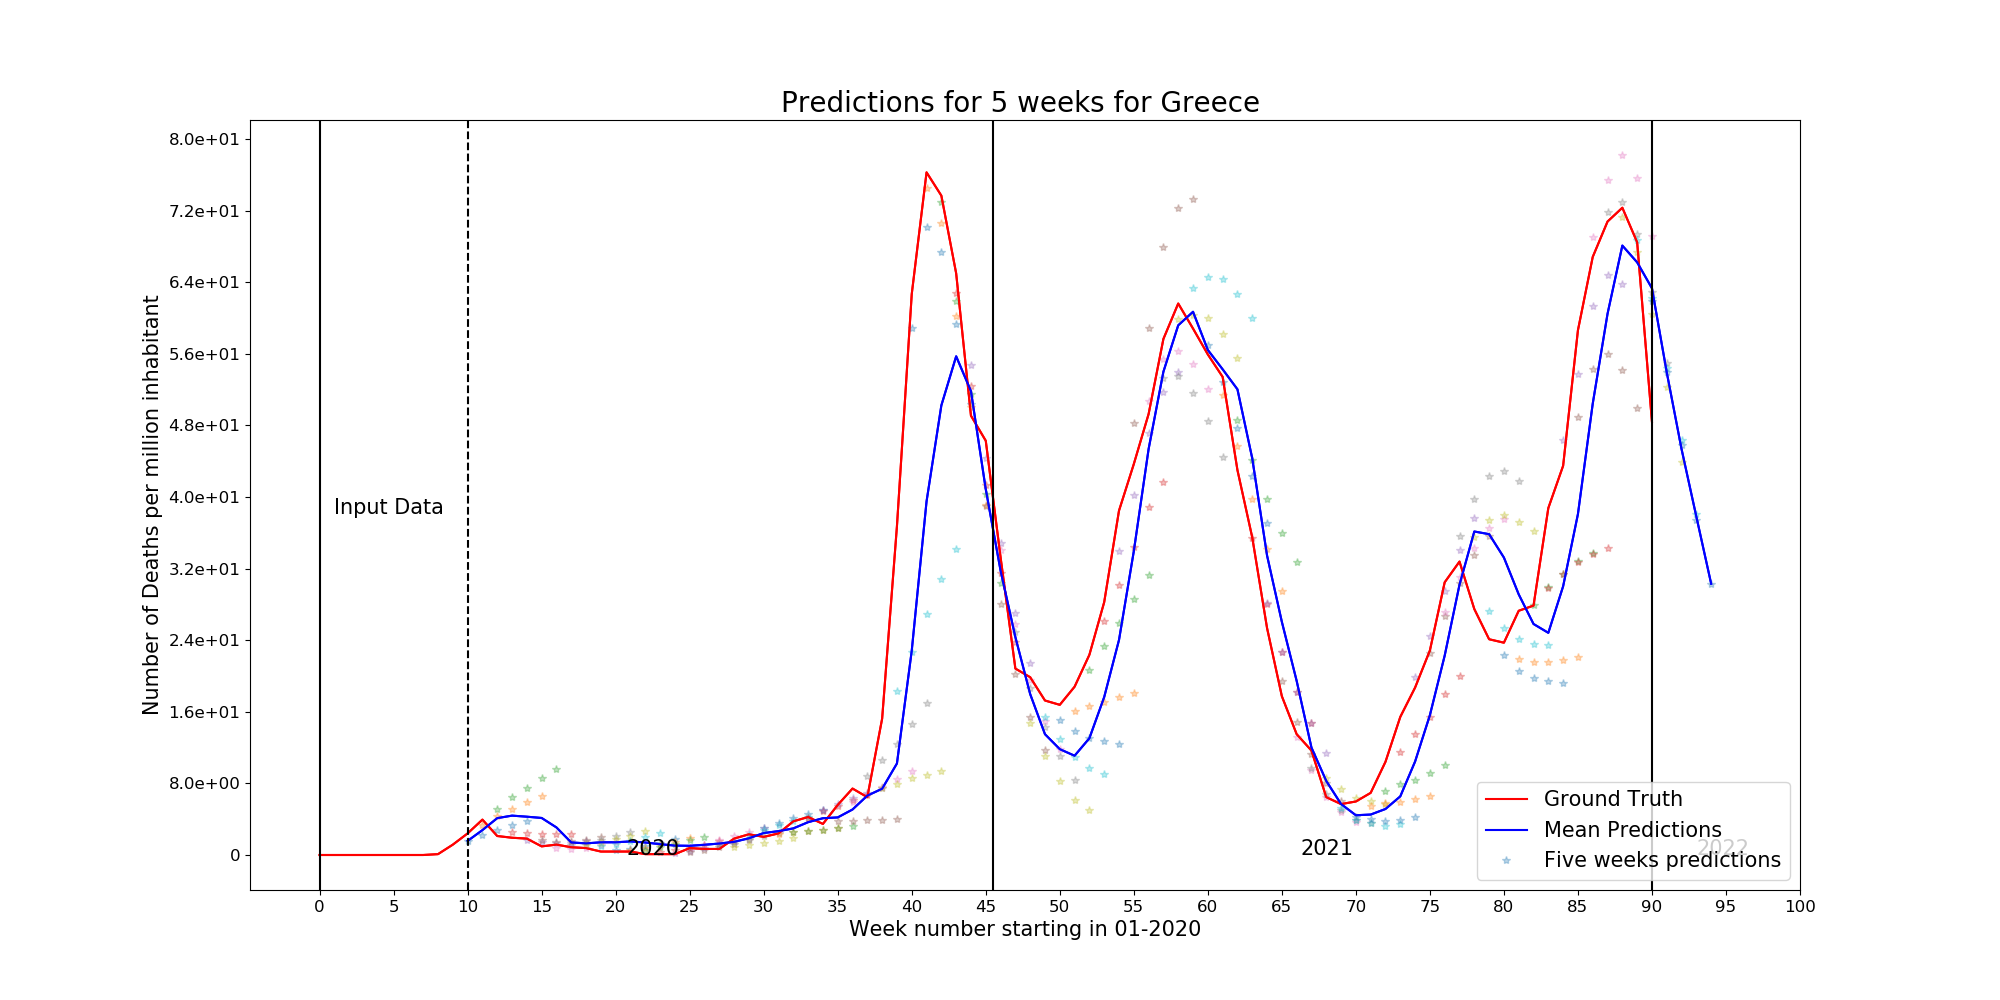 Predictions for 5 weeks for Greece
Number of Deaths per million inhabitant
8.0e+01
7.2e+01
6.4e+01
5.6e+01
4.8e+01
4.0e+01
3.2e+01
2.4e+01
1.6e+01
8.0e+00
0
Input Data
2020
2021
2022
Ground Truth
Mean Predictions
Five weeks predictions
0 5 10 15 20 25 30 35 40 45 50 55 60 65 70 75 80 85 90 95 100
Week number starting in 01-2020